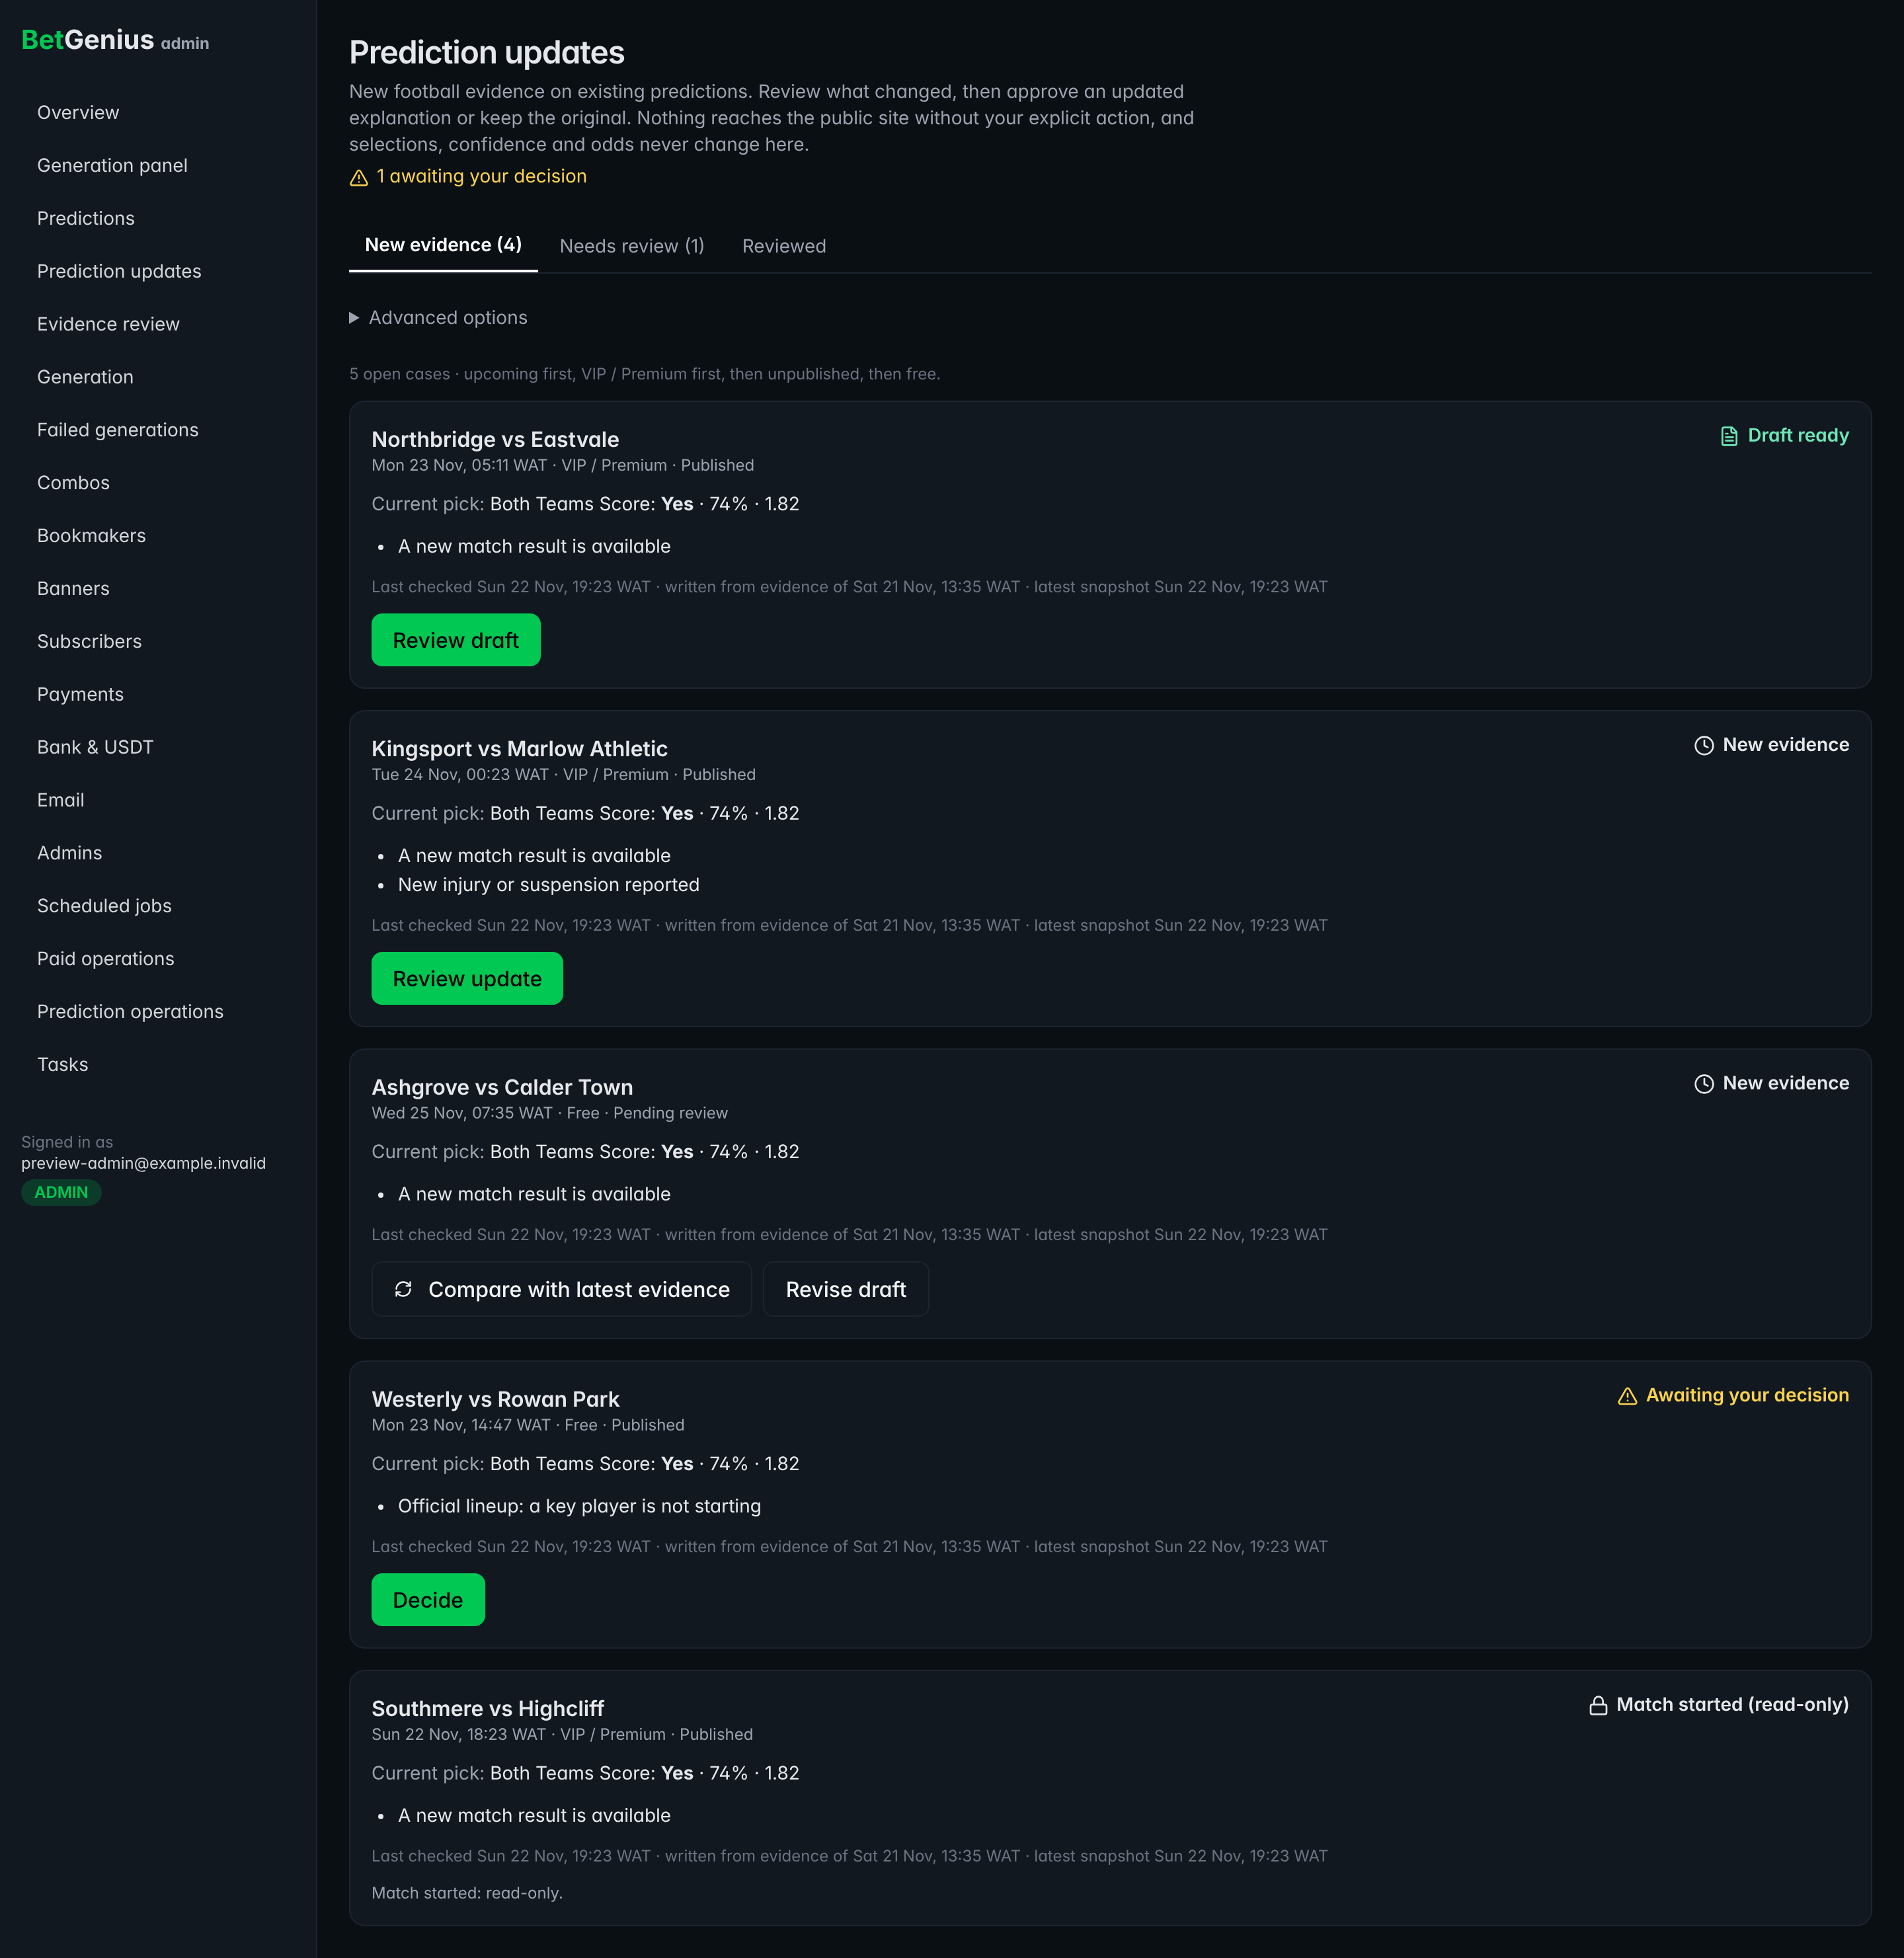 BetGenius admin
Overview
Generation panel
Predictions
Prediction updates
Evidence review
Generation
Failed generations
Combos
Bookmakers
Banners
Subscribers
Payments
Bank & USDT
Email
Admins
Scheduled jobs
Paid operations
Prediction operations
Tasks
Signed in as
preview-admin@example.invalid
ADMIN
Prediction updates
New football evidence on existing predictions. Review what changed, then approve an updated
explanation or keep the original. Nothing reaches the public site without your explicit action, and
selections, confidence and odds never change here.
1 awaiting your decision
New evidence (4) Needs review (1) Reviewed
Advanced options
5 open cases · upcoming first, VIP / Premium first, then unpublished, then free.
Northbridge vs Eastvale
Draft ready
Mon 23 Nov, 05:11 WAT · VIP / Premium · Published
Current pick: Both Teams Score: Yes · 74% · 1.82
• A new match result is available
Last checked Sun 22 Nov, 19:23 WAT · written from evidence of Sat 21 Nov, 13:35 WAT · latest snapshot Sun 22 Nov, 19:23 WAT
Review draft
Kingsport vs Marlow Athletic
New evidence
Tue 24 Nov, 00:23 WAT · VIP / Premium · Published
Current pick: Both Teams Score: Yes · 74% · 1.82
• A new match result is available
• New injury or suspension reported
Last checked Sun 22 Nov, 19:23 WAT · written from evidence of Sat 21 Nov, 13:35 WAT · latest snapshot Sun 22 Nov, 19:23 WAT
Review update
Ashgrove vs Calder Town
New evidence
Wed 25 Nov, 07:35 WAT · Free · Pending review
Current pick: Both Teams Score: Yes · 74% · 1.82
• A new match result is available
Last checked Sun 22 Nov, 19:23 WAT · written from evidence of Sat 21 Nov, 13:35 WAT · latest snapshot Sun 22 Nov, 19:23 WAT
Compare with latest evidence Revise draft
Westerly vs Rowan Park
Awaiting your decision
Mon 23 Nov, 14:47 WAT · Free · Published
Current pick: Both Teams Score: Yes · 74% · 1.82
• Official lineup: a key player is not starting
Last checked Sun 22 Nov, 19:23 WAT · written from evidence of Sat 21 Nov, 13:35 WAT · latest snapshot Sun 22 Nov, 19:23 WAT
Decide
Southmere vs Highcliff
Match started (read-only)
Sun 22 Nov, 18:23 WAT · VIP / Premium · Published
Current pick: Both Teams Score: Yes · 74% · 1.82
• A new match result is available
Last checked Sun 22 Nov, 19:23 WAT · written from evidence of Sat 21 Nov, 13:35 WAT · latest snapshot Sun 22 Nov, 19:23 WAT
Match started: read-only.